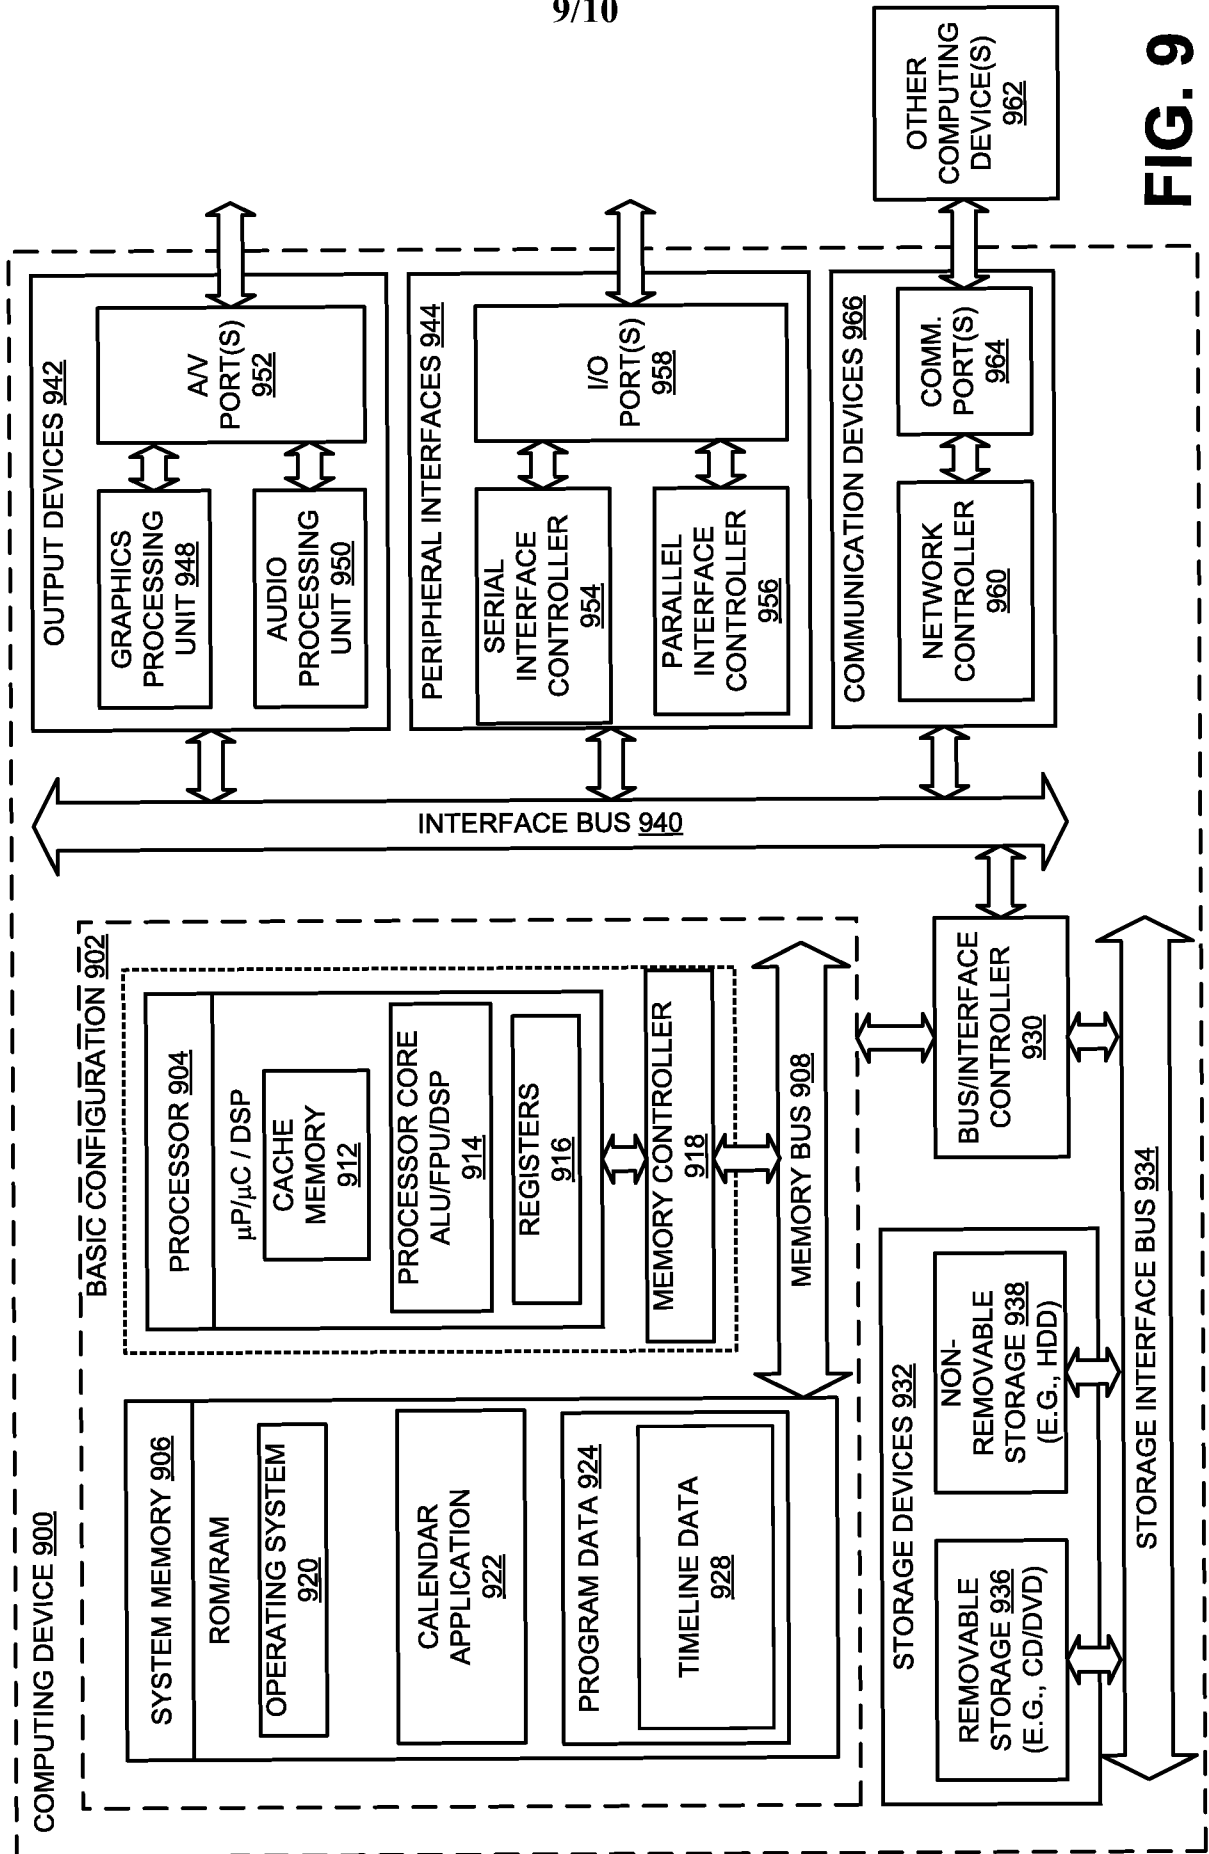 9/10
COMPUTING DEVICE 900
BASIC CONFIGURATION 902
SYSTEM MEMORY 906
ROM/RAM
OPERATING SYSTEM
920
CALENDAR
APPLICATION
922
PROGRAM DATA 924
TIMELINE DATA
928
PROCESSOR 904
μP/μC / DSP
CACHE
MEMORY
912
PROCESSOR CORE
ALU/FPU/DSP
914
REGISTERS
916
MEMORY CONTROLLER
918
MEMORY BUS 908
BUS/INTERFACE
CONTROLLER
930
STORAGE DEVICES 932
REMOVABLE
STORAGE 936
(E.G., CD/DVD)
NON-
REMOVABLE
STORAGE 938
(E.G., HDD)
STORAGE INTERFACE BUS 934
INTERFACE BUS 940
OUTPUT DEVICES 942
GRAPHICS
PROCESSING
UNIT 948
AUDIO
PROCESSING
UNIT 950
A/V
PORT(S)
952
PERIPHERAL INTERFACES 944
SERIAL
INTERFACE
CONTROLLER
954
PARALLEL
INTERFACE
CONTROLLER
956
I/O
PORT(S)
958
COMMUNICATION DEVICES 966
NETWORK
CONTROLLER
960
COMM.
PORT(S)
964
OTHER
COMPUTING
DEVICE(S)
962
FIG. 9